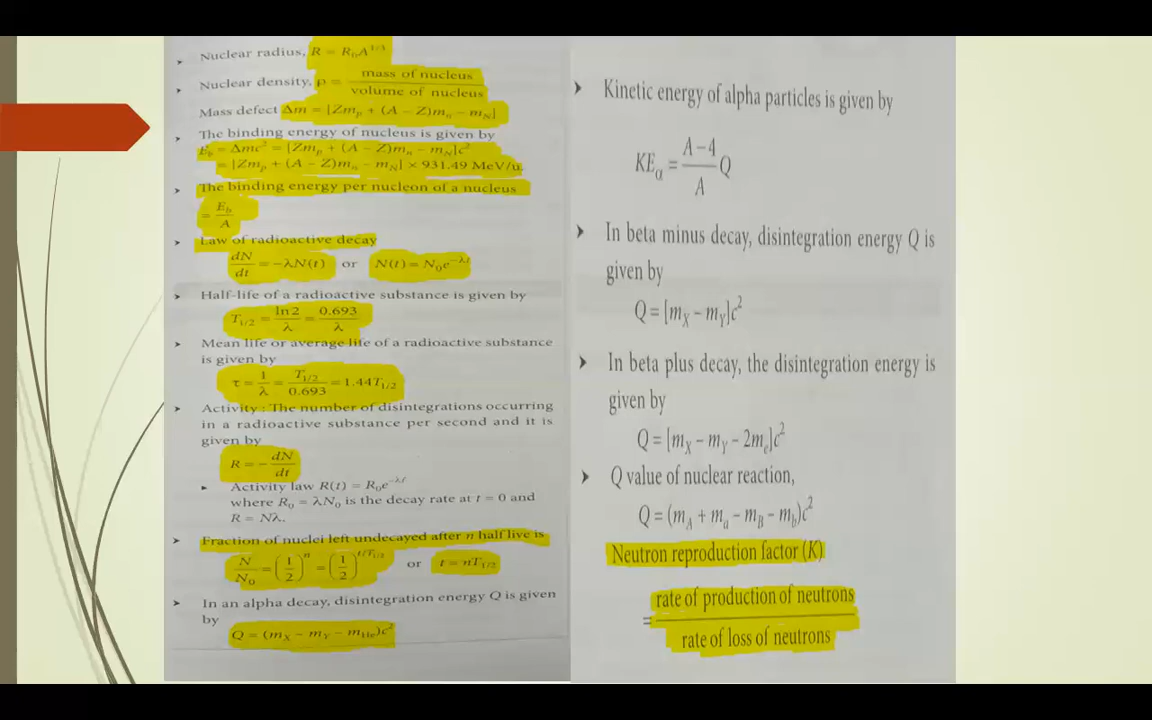 Nuclear radius, R = R₀A^(1/3)
Nuclear density, ρ = mass of nucleus / volume of nucleus
Mass defect Δm = [Zmₚ + (A − Z)mₙ − m_N]
The binding energy of nucleus is given by
E_b = Δmc² = [Zmₚ + (A − Z)mₙ − m_N]c²
= [Zmₚ + (A − Z)mₙ − m_N] × 931.49 MeV/u.
The binding energy per nucleon of a nucleus
= E_b / A
Law of radioactive decay
dN/dt = −λN(t) or N(t) = N₀e^(−λt)
Half-life of a radioactive substance is given by
T₁/₂ = ln 2 / λ = 0.693 / λ
Mean life or average life of a radioactive substance
is given by
τ = 1/λ = T₁/₂ / 0.693 = 1.44T₁/₂
Activity : The number of disintegrations occurring
in a radioactive substance per second and it is
given by
R = − dN/dt
Activity law R(t) = R₀e^(−λt)
where R₀ = λN₀ is the decay rate at t = 0 and
R = Nλ.
Fraction of nuclei left undecayed after n half live is
N/N₀ = (1/2)^n = (1/2)^(t/T₁/₂) or t = nT₁/₂
In an alpha decay, disintegration energy Q is given
by
Q = (m_X − m_Y − m_He)c²
Kinetic energy of alpha particles is given by
KE_α = (A−4)/A Q
In beta minus decay, disintegration energy Q is
given by
Q = [m_X − m_Y]c²
In beta plus decay, the disintegration energy is
given by
Q = [m_X − m_Y − 2m_e]c²
Q value of nuclear reaction,
Q = (m_A + m_a − m_B − m_b)c²
Neutron reproduction factor (K)
= rate of production of neutrons / rate of loss of neutrons